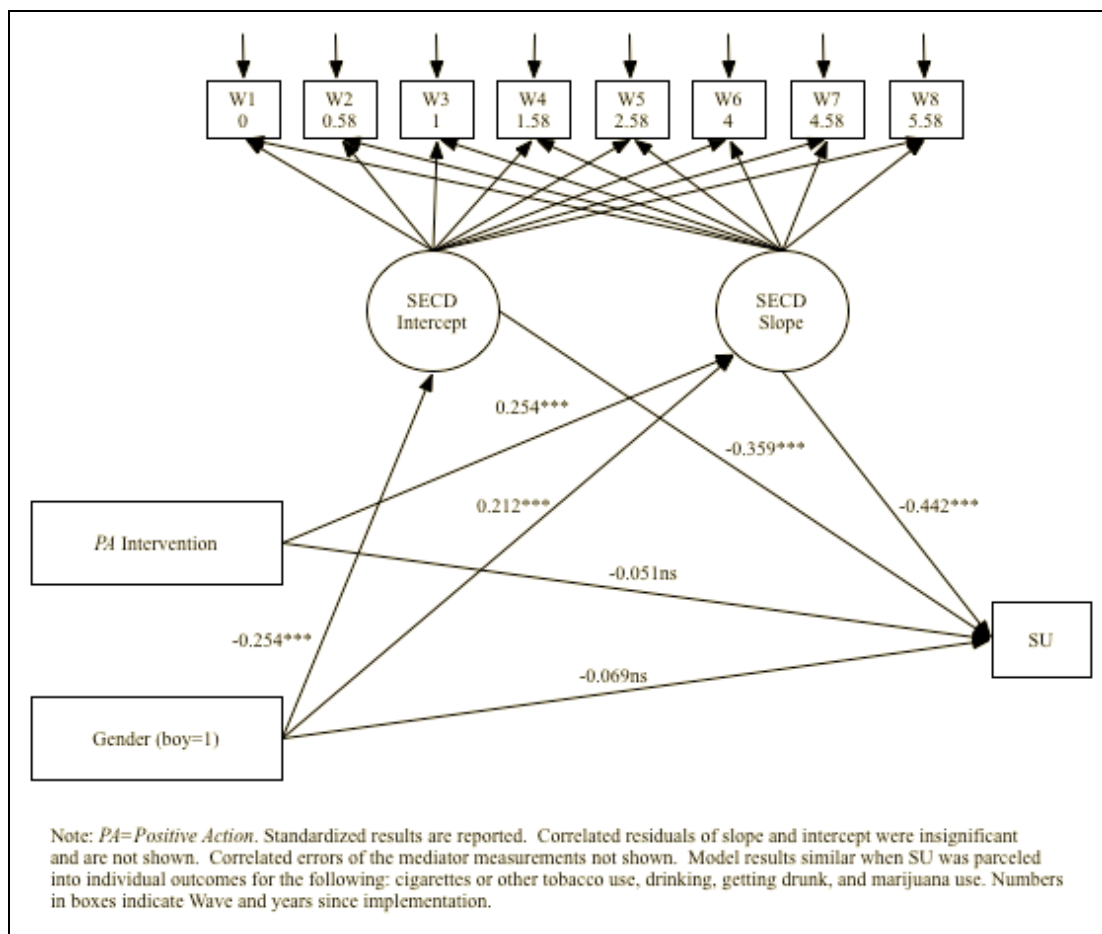 W1 W2 W3 W4 W5 W6 W7 W8
0 0.58 1 1.58 2.58 4 4.58 5.58
SECD
Intercept
SECD
Slope
0.254***
-0.359***
0.212***
-0.442***
PA Intervention
-0.051ns
-0.254***
SU
-0.069ns
Gender (boy=1)
Note: PA=Positive Action. Standardized results are reported. Correlated residuals of slope and intercept were insignificant
and are not shown. Correlated errors of the mediator measurements not shown. Model results similar when SU was parceled
into individual outcomes for the following: cigarettes or other tobacco use, drinking, getting drunk, and marijuana use. Numbers
in boxes indicate Wave and years since implementation.